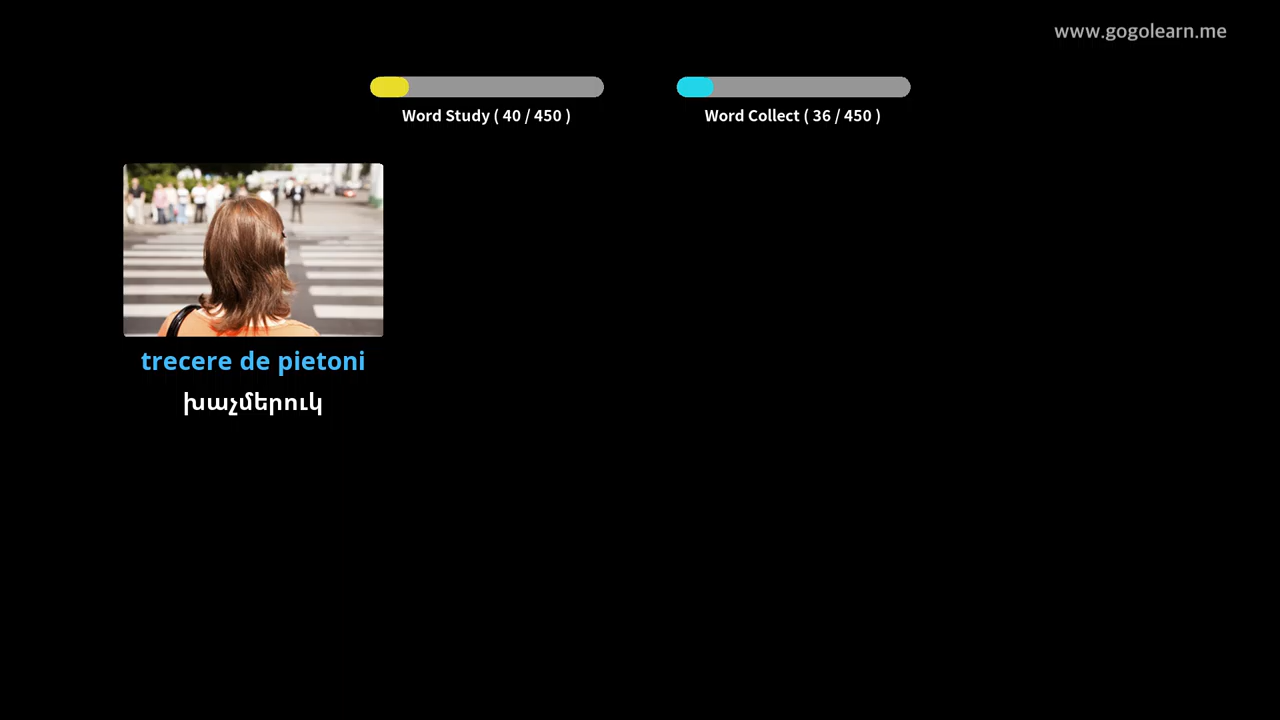 www.gogolearn.me
Word Study ( 40 / 450 )
Word Collect ( 36 / 450 )
trecere de pietoni
խաչմերուկ